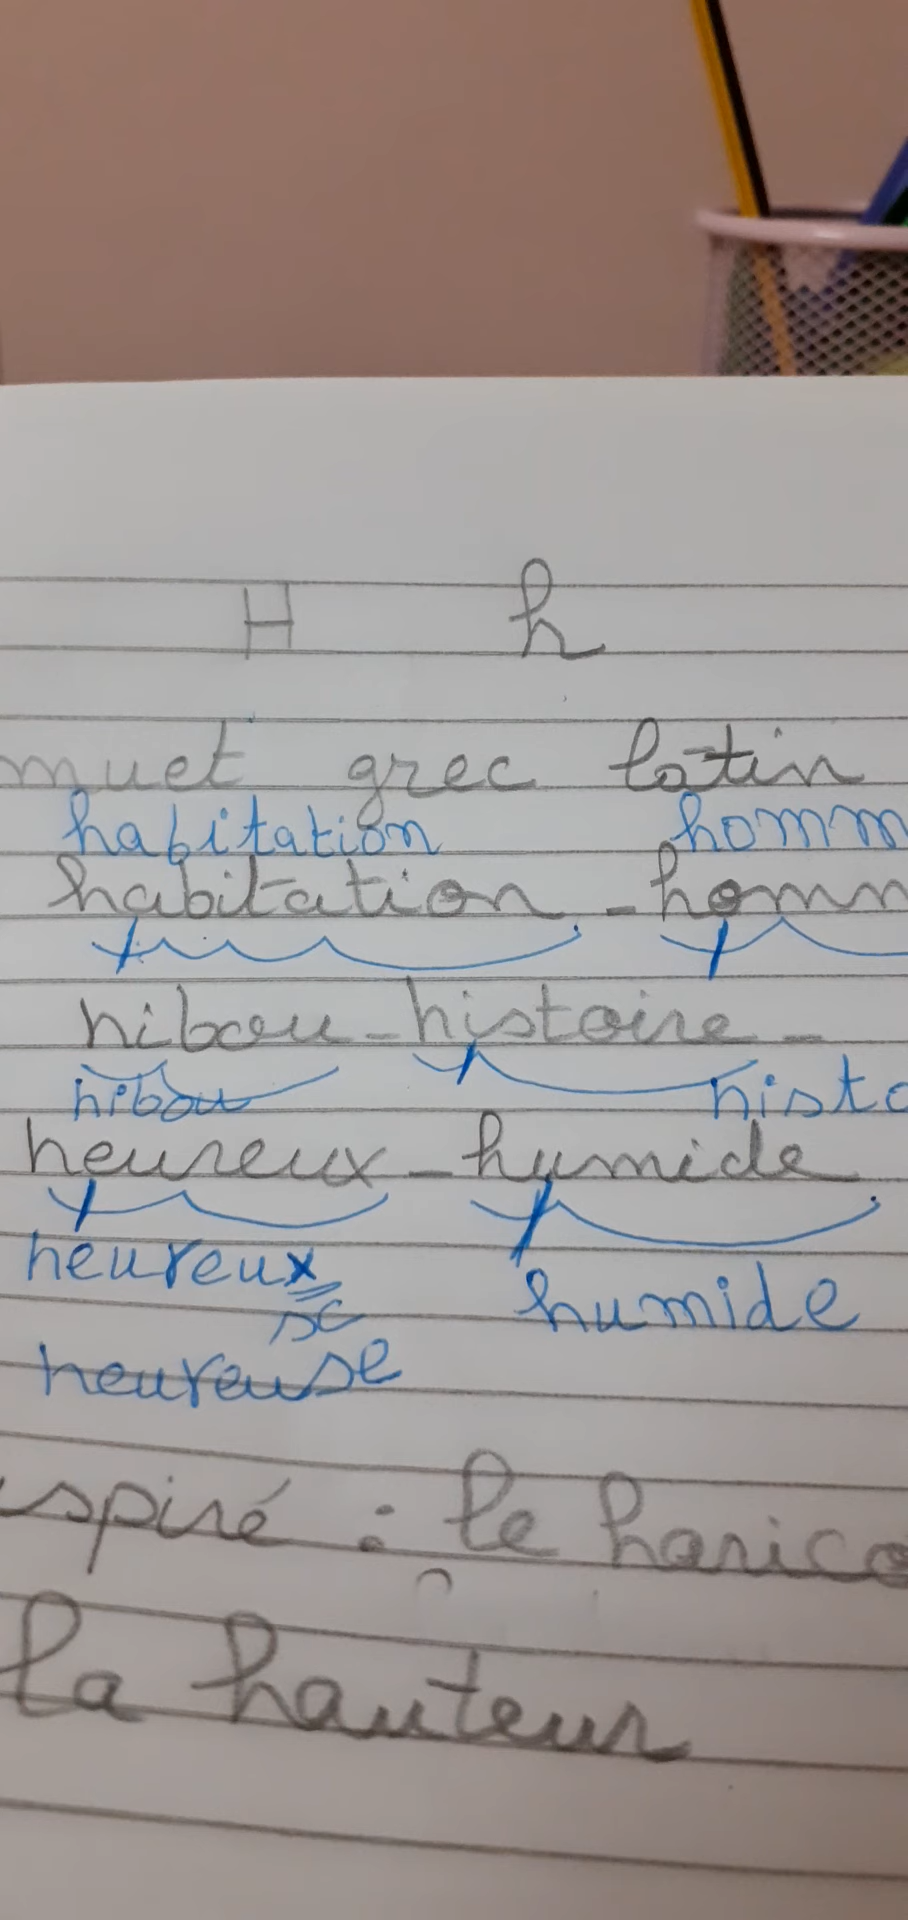 H h
muet grec latin
habitation homm
habitation - homm
hibou - histoire -
hibou histo
heureux - humide
heureux
se humide
heureuse
spiré : le harico
la hauteur